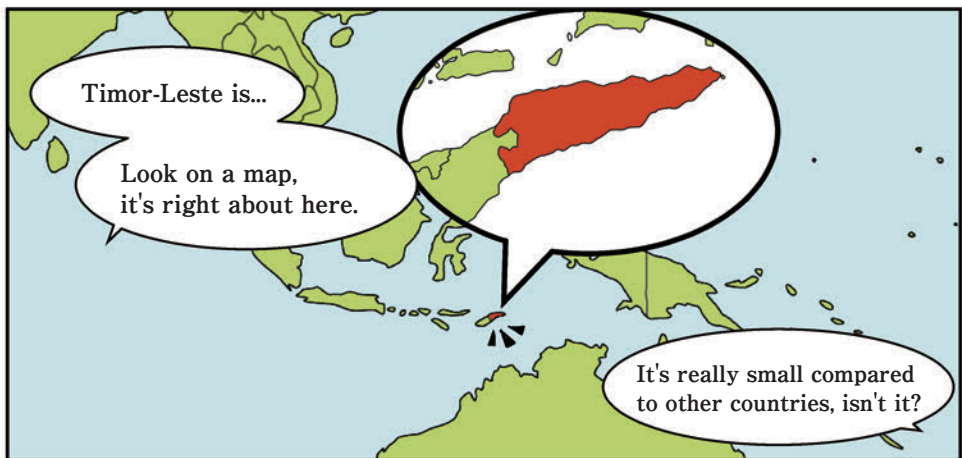 Timor-Leste is...
Look on a map,
it's right about here.
It's really small compared
to other countries, isn't it?